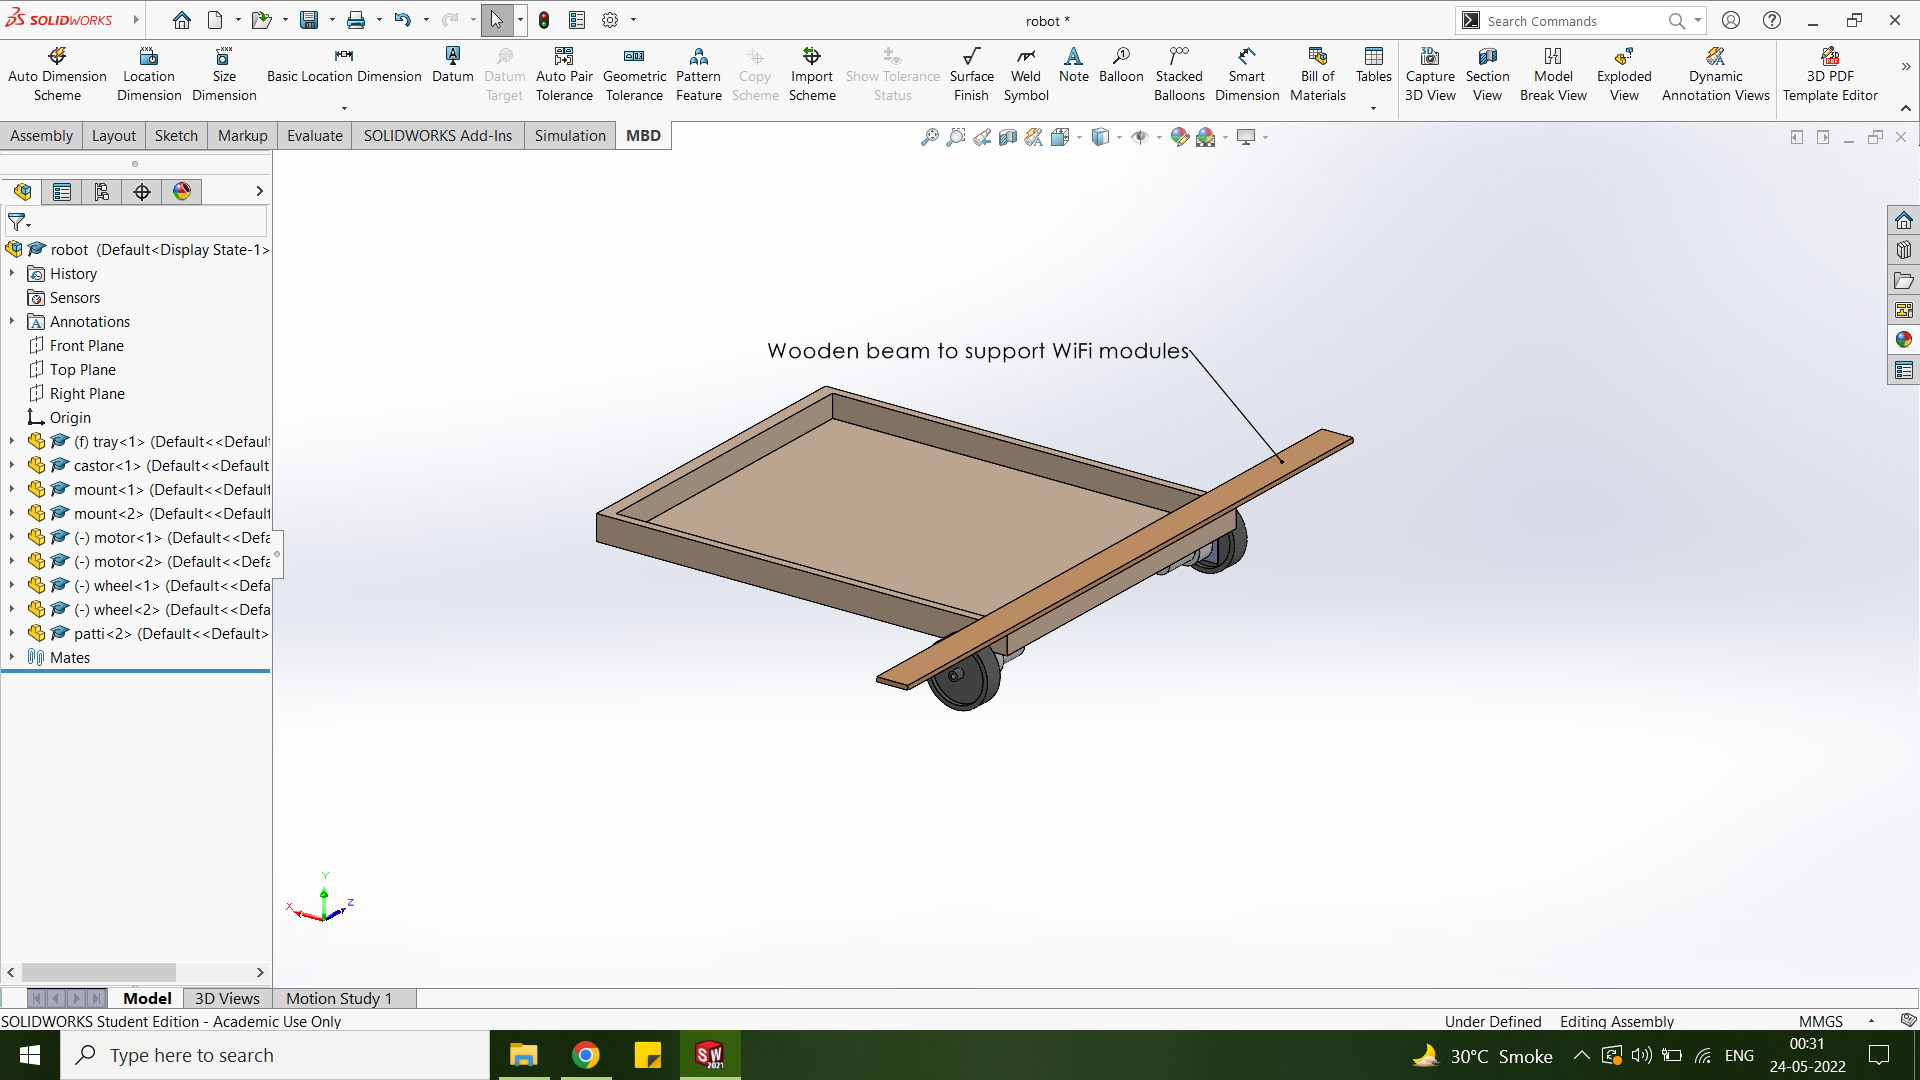 SOLIDWORKS
robot *
Search Commands
Auto Dimension Scheme
Location Dimension
Size Dimension
Basic Location Dimension
Datum
Datum Target
Auto Pair Tolerance
Geometric Tolerance
Pattern Feature
Copy Scheme
Import Scheme
Show Tolerance Status
Surface Finish
Weld Symbol
Note
Balloon
Stacked Balloons
Smart Dimension
Bill of Materials
Tables
Capture 3D View
Section View
Model Break View
Exploded View
Dynamic Annotation Views
3D PDF Template Editor
Assembly
Layout
Sketch
Markup
Evaluate
SOLIDWORKS Add-Ins
Simulation
MBD
robot (Default<Display State-1>
History
Sensors
Annotations
Front Plane
Top Plane
Right Plane
Origin
(f) tray<1> (Default<<Default
castor<1> (Default<<Default
mount<1> (Default<<Default
mount<2> (Default<<Default
(-) motor<1> (Default<<Defa
(-) motor<2> (Default<<Defa
(-) wheel<1> (Default<<Defa
(-) wheel<2> (Default<<Defa
patti<2> (Default<<Default>
Mates
Wooden beam to support WiFi modules
Y
X
Z
Model
3D Views
Motion Study 1
SOLIDWORKS Student Edition - Academic Use Only
Under Defined
Editing Assembly
MMGS
Type here to search
SW
2021
30°C Smoke
ENG
00:31
24-05-2022